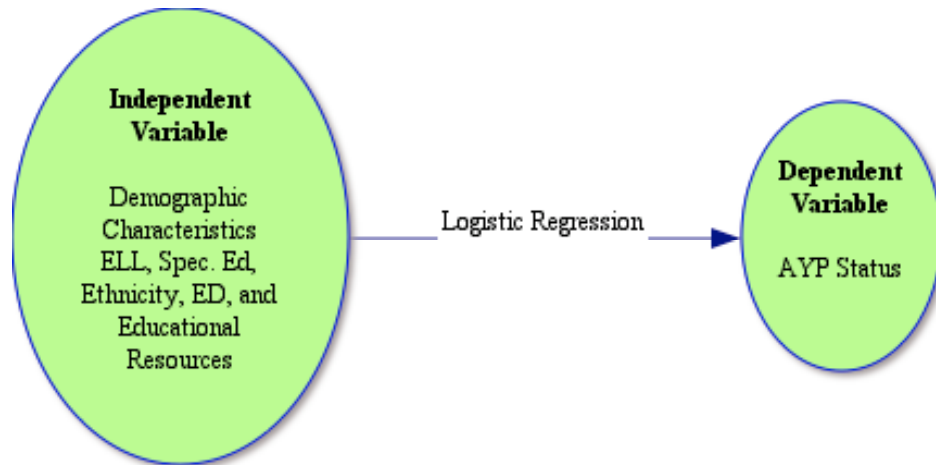 Independent
Variable
Demographic
Characteristics
ELL, Spec. Ed,
Ethnicity, ED, and
Educational
Resources
Logistic Regression
Dependent
Variable
AYP Status